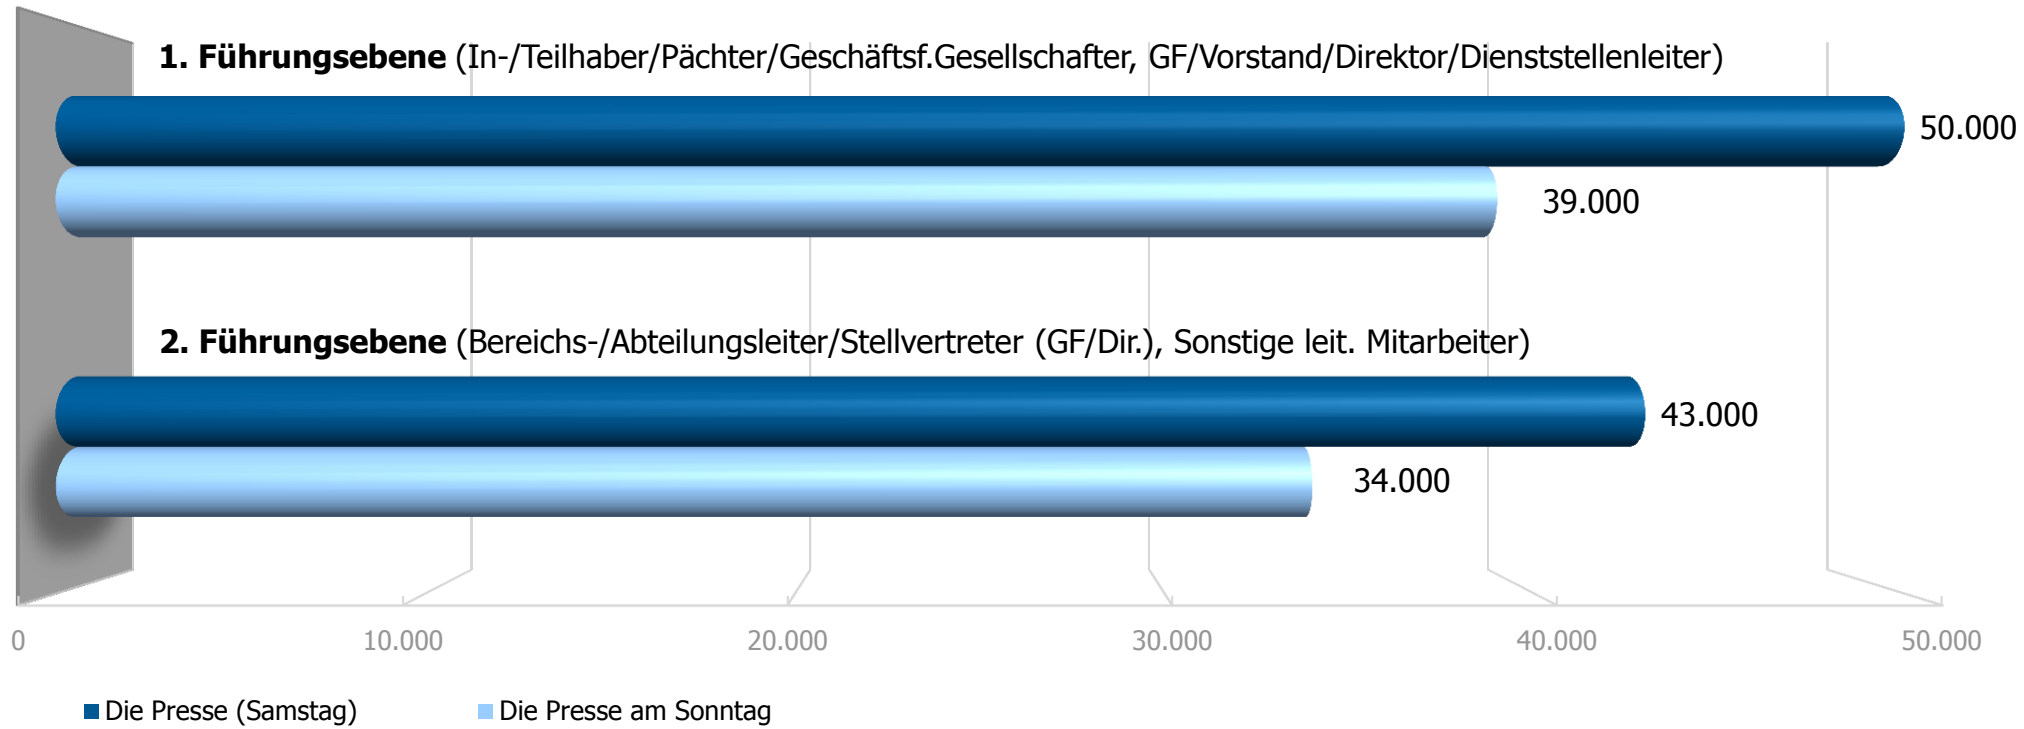 1. Führungsebene (In-/Teilhaber/Pächter/Geschäftsf.Gesellschafter, GF/Vorstand/Direktor/Dienststellenleiter)
50.000
39.000
2. Führungsebene (Bereichs-/Abteilungsleiter/Stellvertreter (GF/Dir.), Sonstige leit. Mitarbeiter)
43.000
34.000
0 10.000 20.000 30.000 40.000 50.000
Die Presse (Samstag) Die Presse am Sonntag